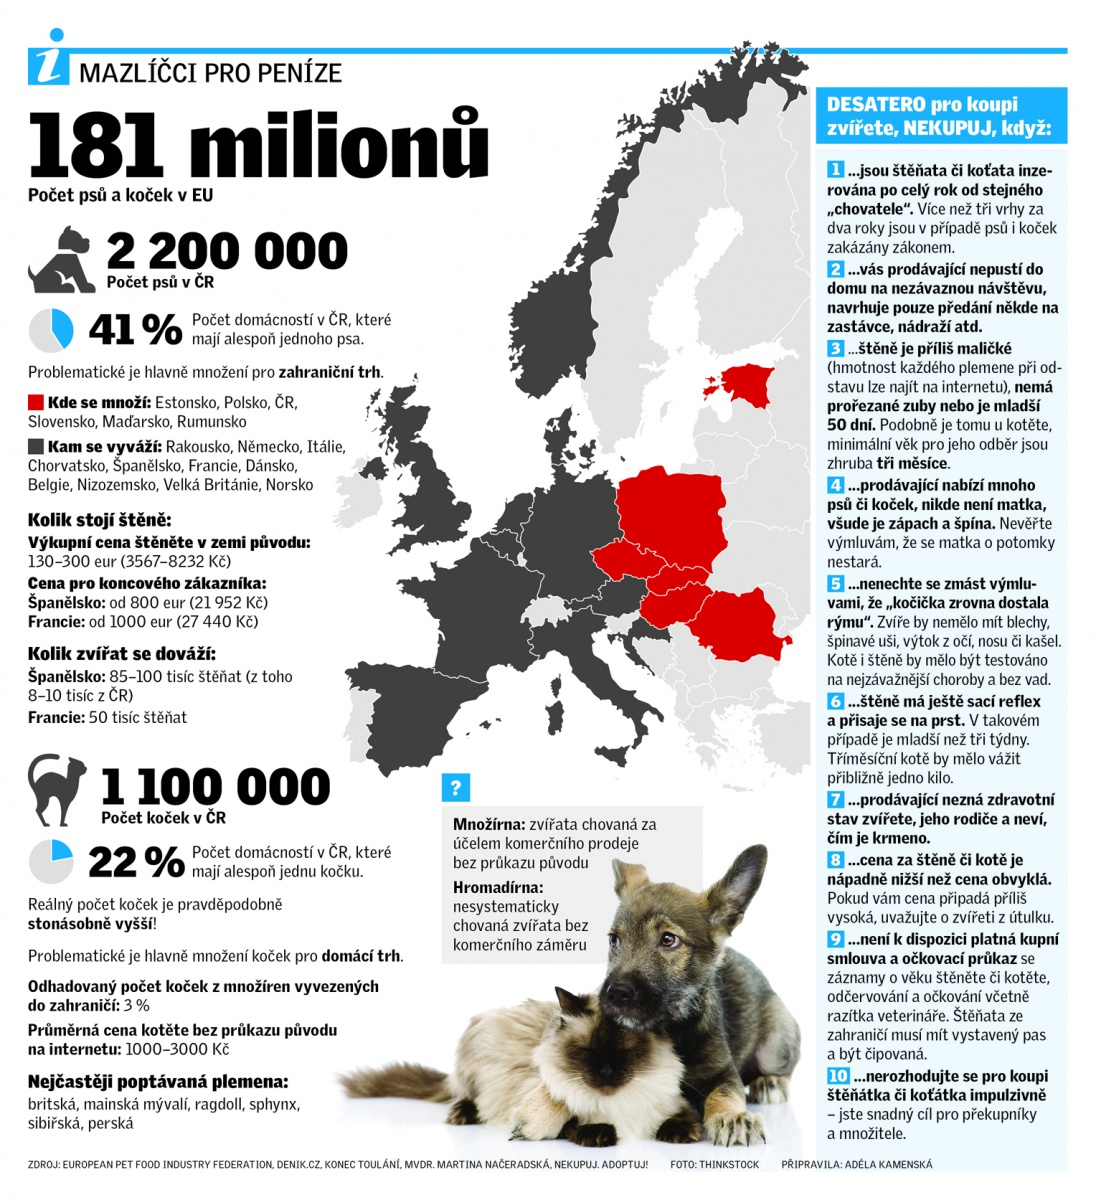 i
MAZLÍČCI PRO PENÍZE
181 milionů
Počet psů a koček v EU
2 200 000
Počet psů v ČR
41 %
Počet domácností v ČR, které
mají alespoň jednoho psa.
Problematické je hlavně množení pro zahraniční trh.
Kde se množí: Estonsko, Polsko, ČR,
Slovensko, Maďarsko, Rumunsko
Kam se vyváží: Rakousko, Německo, Itálie,
Chorvatsko, Španělsko, Francie, Dánsko,
Belgie, Nizozemsko, Velká Británie, Norsko
Kolik stojí štěně:
Výkupní cena štěněte v zemi původu:
130–300 eur (3567–8232 Kč)
Cena pro koncového zákazníka:
Španělsko: od 800 eur (21 952 Kč)
Francie: od 1000 eur (27 440 Kč)
Kolik zvířat se dováží:
Španělsko: 85–100 tisíc štěňat (z toho
8–10 tisíc z ČR)
Francie: 50 tisíc štěňat
1 100 000
Počet koček v ČR
22 %
Počet domácností v ČR, které
mají alespoň jednu kočku.
Reálný počet koček je pravděpodobně
stonásobně vyšší!
Problematické je hlavně množení koček pro domácí trh.
Odhadovaný počet koček z množíren vyvezených
do zahraničí: 3 %
Průměrná cena kotěte bez průkazu původu
na internetu: 1000–3000 Kč
Nejčastěji poptávaná plemena:
britská, mainská mývalí, ragdoll, sphynx,
sibiřská, perská
?
Množírna: zvířata chovaná za
účelem komerčního prodeje
bez průkazu původu
Hromadírna:
nesystematicky
chovaná zvířata bez
komerčního záměru
DESATERO pro koupi
zvířete, NEKUPUJ, když:
1 ...jsou štěňata či koťata inze-
rována po celý rok od stejného
„chovatele“. Více než tři vrhy za
dva roky jsou v případě psů i koček
zakázány zákonem.
2 ...vás prodávající nepustí do
domu na nezávaznou návštěvu,
navrhuje pouze předání někde na
zastávce, nádraží atd.
3 ...štěně je příliš maličké
(hmotnost každého plemene při od-
stavu lze najít na internetu), nemá
prořezané zuby nebo je mladší
50 dní. Podobně je tomu u kotěte,
minimální věk pro jeho odběr jsou
zhruba tři měsíce.
4 ...prodávající nabízí mnoho
psů či koček, nikde není matka,
všude je zápach a špína. Nevěřte
výmluvám, že se matka o potomky
nestará.
5 ...nenechte se zmást výmlu-
vami, že „kočička zrovna dostala
rýmu“. Zvíře by nemělo mít blechy,
špinavé uši, výtok z očí, nosu či kašel.
Kotě i štěně by mělo být testováno
na nejzávažnější choroby a bez vad.
6 ...štěně má ještě sací reflex
a přisaje se na prst. V takovém
případě je mladší než tři týdny.
Tříměsíční kotě by mělo vážit
přibližně jedno kilo.
7 ...prodávající nezná zdravotní
stav zvířete, jeho rodiče a neví,
čím je krmeno.
8 ...cena za štěně či kotě je
nápadně nižší než cena obvyklá.
Pokud vám cena připadá příliš
vysoká, uvažujte o zvířeti z útulku.
9 ...není k dispozici platná kupní
smlouva a očkovací průkaz se
záznamy o věku štěněte či kotěte,
odčervování a očkování včetně
razítka veterináře. Štěňata ze
zahraničí musí mít vystavený pas
a být čipovaná.
10 ...nerozhodujte se pro koupi
štěňátka či koťátka impulzivně
– jste snadný cíl pro překupníky
a množitele.
ZDROJ: EUROPEAN PET FOOD INDUSTRY FEDERATION, DENIK.CZ, KONEC TOULÁNÍ, MVDR. MARTINA NAČERADSKÁ, NEKUPUJ. ADOPTUJ! FOTO: THINKSTOCK PŘIPRAVILA: ADÉLA KAMENSKÁ